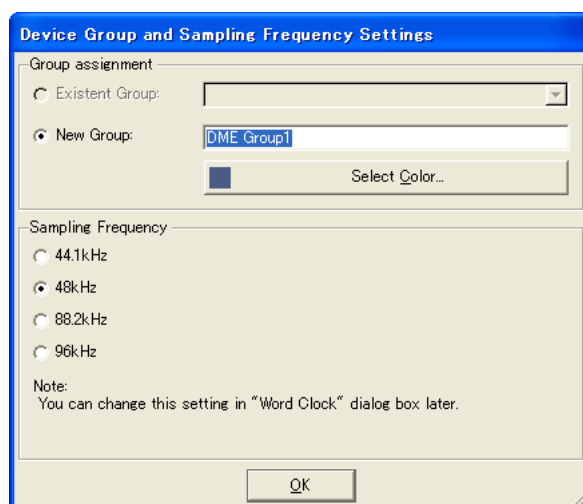 Device Group and Sampling Frequency Settings
Group assignment
Existent Group:
New Group:
DME Group1
Select Color...
Sampling Frequency
44.1kHz
48kHz
88.2kHz
96kHz
Note:
You can change this setting in "Word Clock" dialog box later.
OK